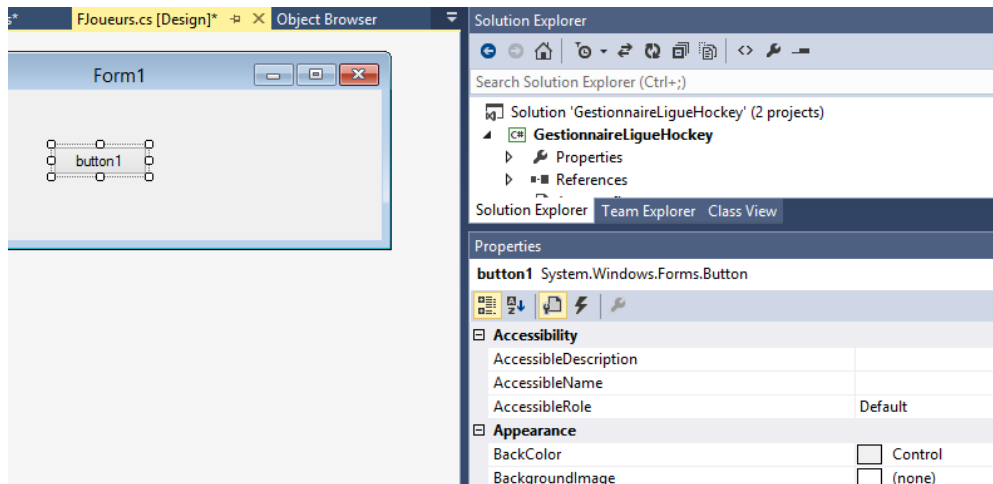 s*
FJoueurs.cs [Design]*
Object Browser
Form1
button1
Solution Explorer
Search Solution Explorer (Ctrl+;)
Solution 'GestionnaireLigueHockey' (2 projects)
C# GestionnaireLigueHockey
Properties
References
Solution Explorer Team Explorer Class View
Properties
button1 System.Windows.Forms.Button
Accessibility
AccessibleDescription
AccessibleName
AccessibleRole Default
Appearance
BackColor Control
BackgroundImage (none)